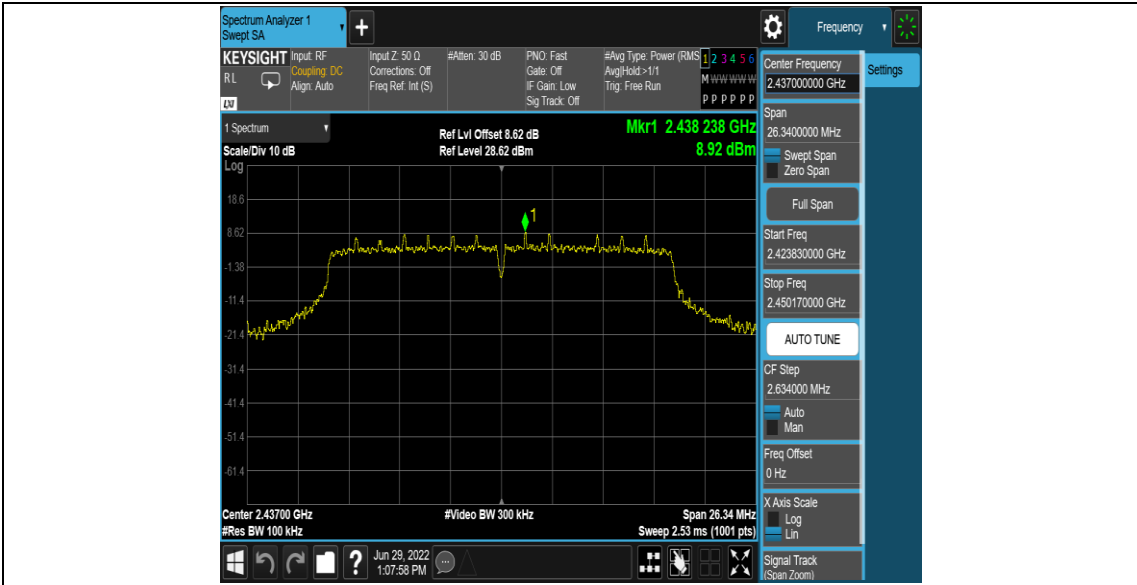 Spectrum Analyzer 1
Swept SA
Frequency
KEYSIGHT Input: RF
RL Coupling: DC
Align: Auto
LXI
Input Z: 50 Ω
Corrections: Off
Freq Ref: Int (S)
#Atten: 30 dB
PNO: Fast
Gate: Off
IF Gain: Low
Sig Track: Off
#Avg Type: Power (RMS
Avg|Hold:>1/1
Trig: Free Run
1 2 3 4 5 6
M W W W W W
P P P P P P
Center Frequency
2.437000000 GHz
Settings
Span
26.3400000 MHz
Swept Span
Zero Span
Full Span
Start Freq
2.423830000 GHz
Stop Freq
2.450170000 GHz
AUTO TUNE
CF Step
2.634000 MHz
Auto
Man
Freq Offset
0 Hz
X Axis Scale
Log
Lin
Signal Track
(Span Zoom)
1 Spectrum
Scale/Div 10 dB
Ref Lvl Offset 8.62 dB
Ref Level 28.62 dBm
Mkr1 2.438 238 GHz
8.92 dBm
Log
18.6
8.62
-1.38
-11.4
-21.4
-31.4
-41.4
-51.4
-61.4
1
Center 2.43700 GHz
#Video BW 300 kHz
Span 26.34 MHz
#Res BW 100 kHz
Sweep 2.53 ms (1001 pts)
?
Jun 29, 2022
1:07:58 PM